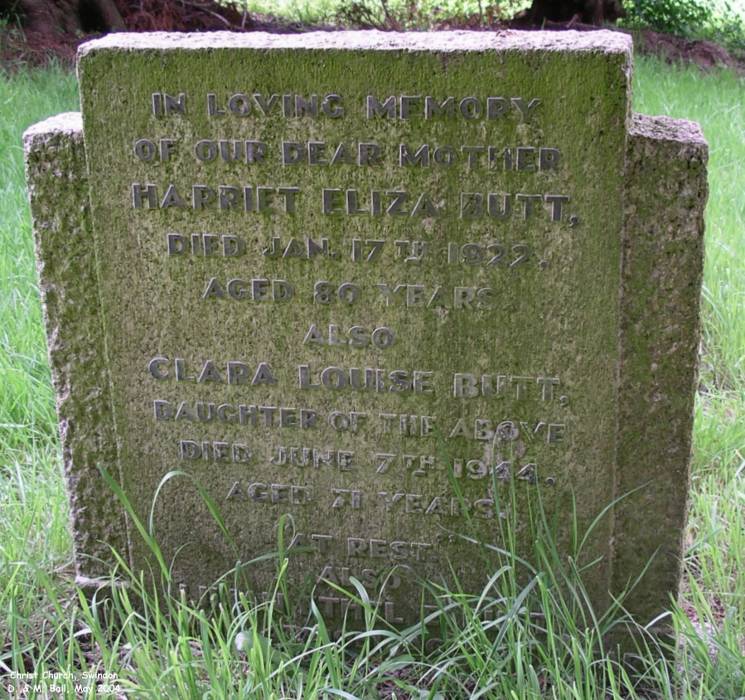 IN LOVING MEMORY
OF OUR DEAR MOTHER
HARRIET ELIZA BUTT,
DIED JAN. 17TH 1922,
AGED 80 YEARS
ALSO
CLARA LOUISE BUTT,
DAUGHTER OF THE ABOVE
DIED JUNE 7TH 1944.
AGED 71 YEARS.
AT REST.
ALSO
Christ Church, Swindon
D. & M. Ball, May 2004